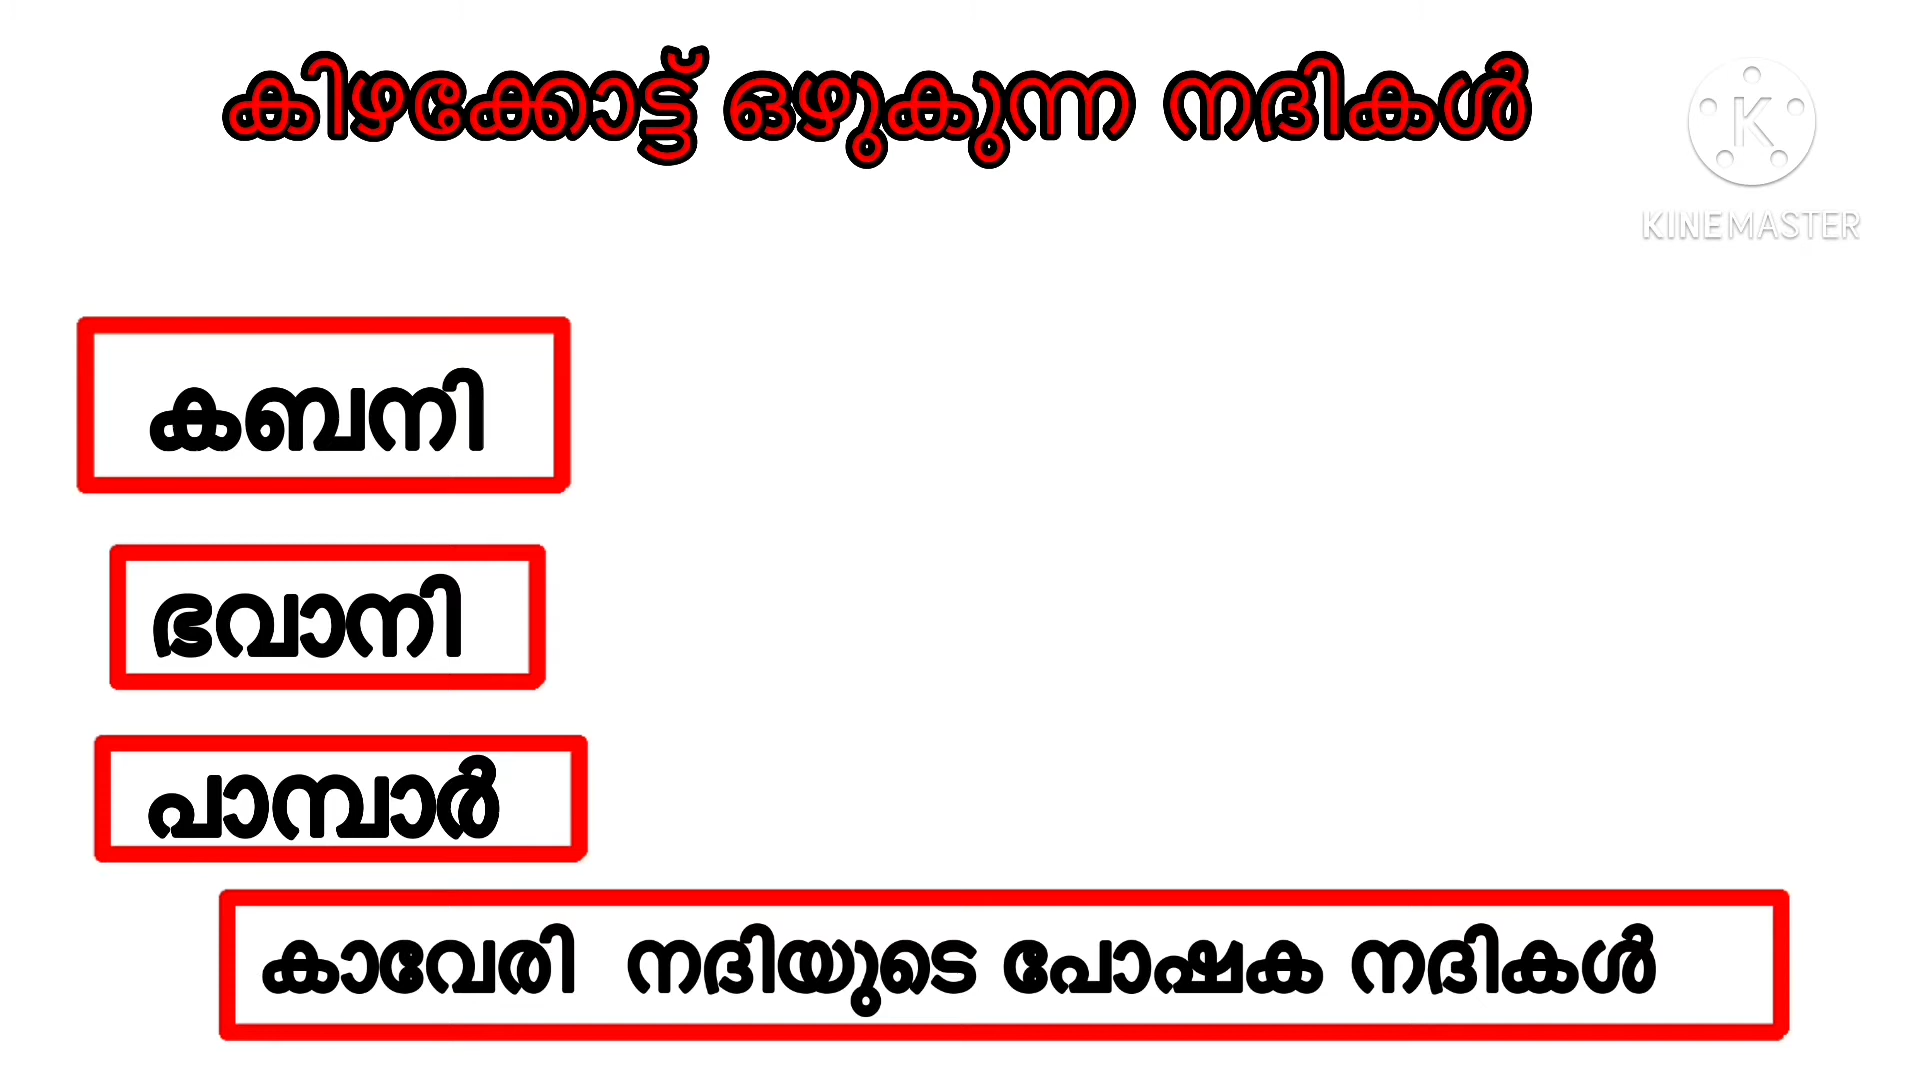 കിഴക്കോട്ട് ഒഴുകുന്ന നദികൾ
K
KINEMASTER
കബനി
ഭവാനി
പാമ്പാർ
കാവേരി നദിയുടെ പോഷക നദികൾ